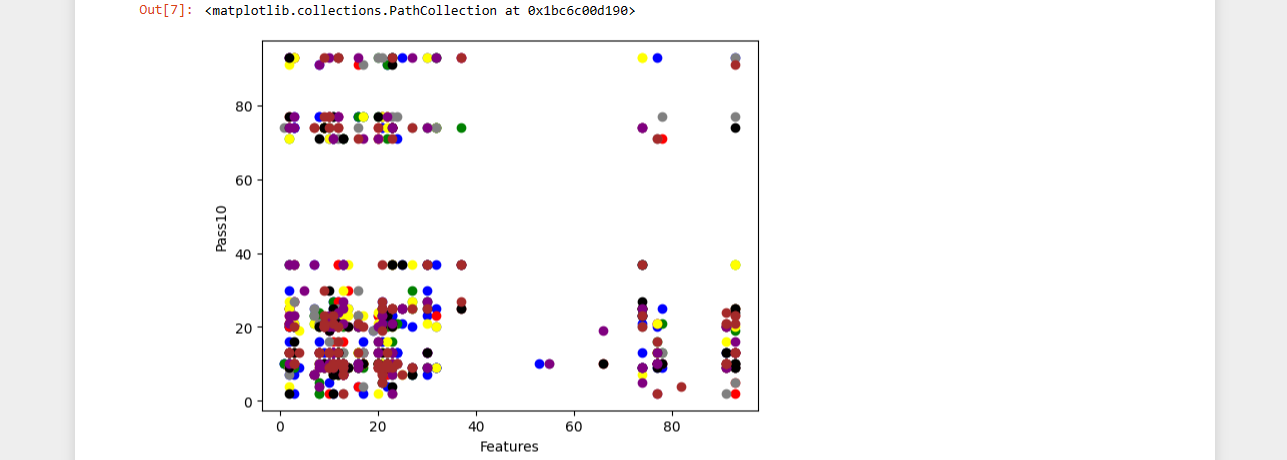 Out[7]: <matplotlib.collections.PathCollection at 0x1bc6c00d190>
80
60
40
20
0
Pass10
0 20 40 60 80
Features